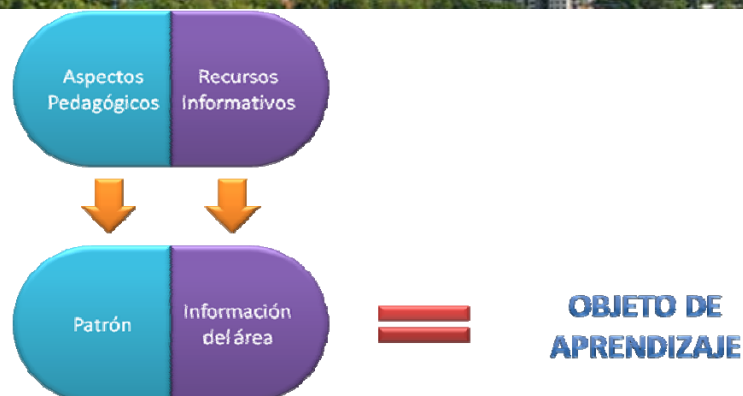 Aspectos
Pedagógicos
Recursos
Informativos
Patrón
Información
del área
OBJETO DE
APRENDIZAJE